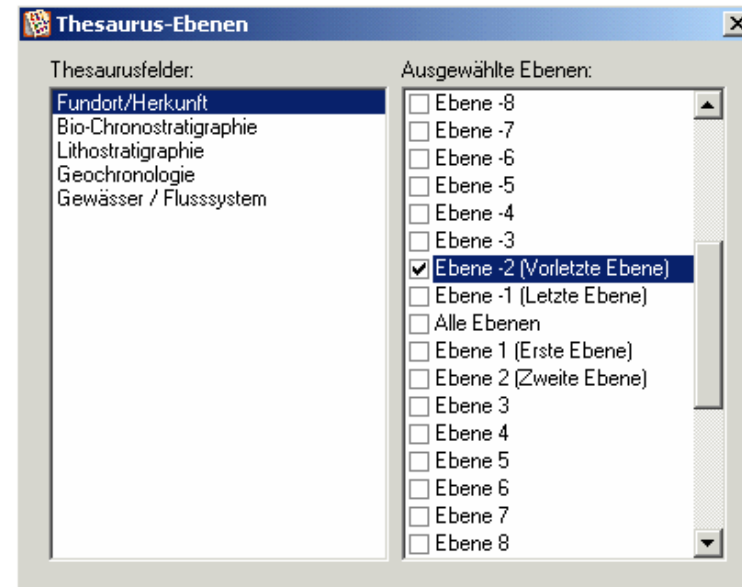 Thesaurus-Ebenen
Thesaurusfelder:
Fundort/Herkunft
Bio-Chronostratigraphie
Lithostratigraphie
Geochronologie
Gewässer / Flusssystem
Ausgewählte Ebenen:
Ebene -8
Ebene -7
Ebene -6
Ebene -5
Ebene -4
Ebene -3
Ebene -2 (Vorletzte Ebene)
Ebene -1 (Letzte Ebene)
Alle Ebenen
Ebene 1 (Erste Ebene)
Ebene 2 (Zweite Ebene)
Ebene 3
Ebene 4
Ebene 5
Ebene 6
Ebene 7
Ebene 8